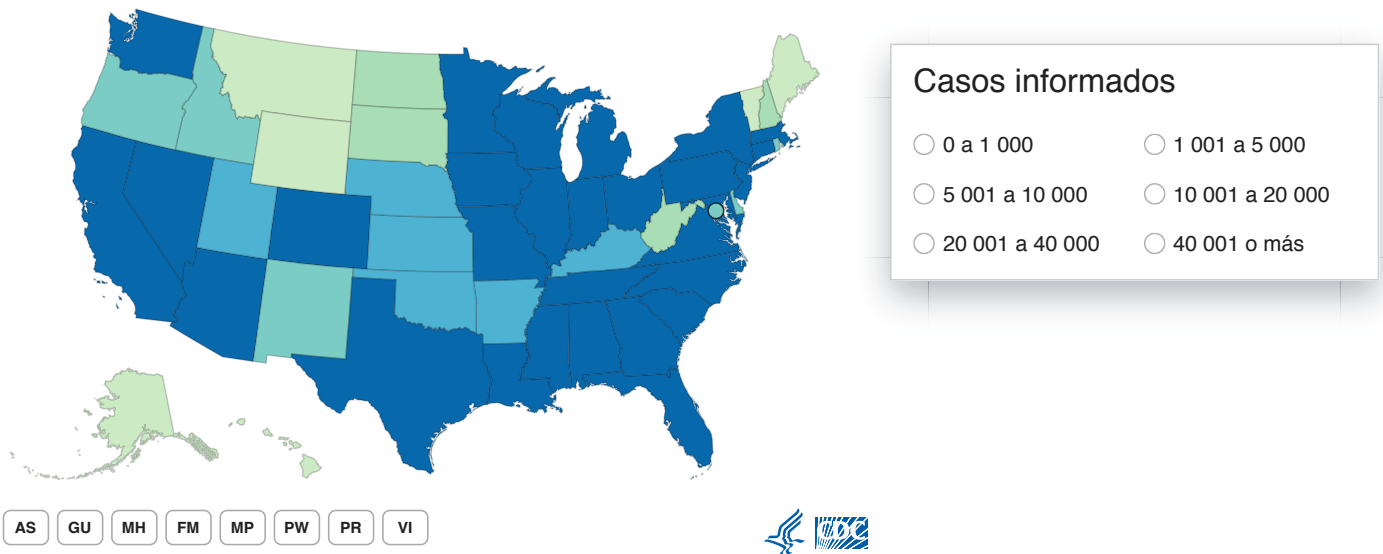 Casos informados
0 a 1 000
1 001 a 5 000
5 001 a 10 000
10 001 a 20 000
20 001 a 40 000
40 001 o más
AS GU MH FM MP PW PR VI
CDC